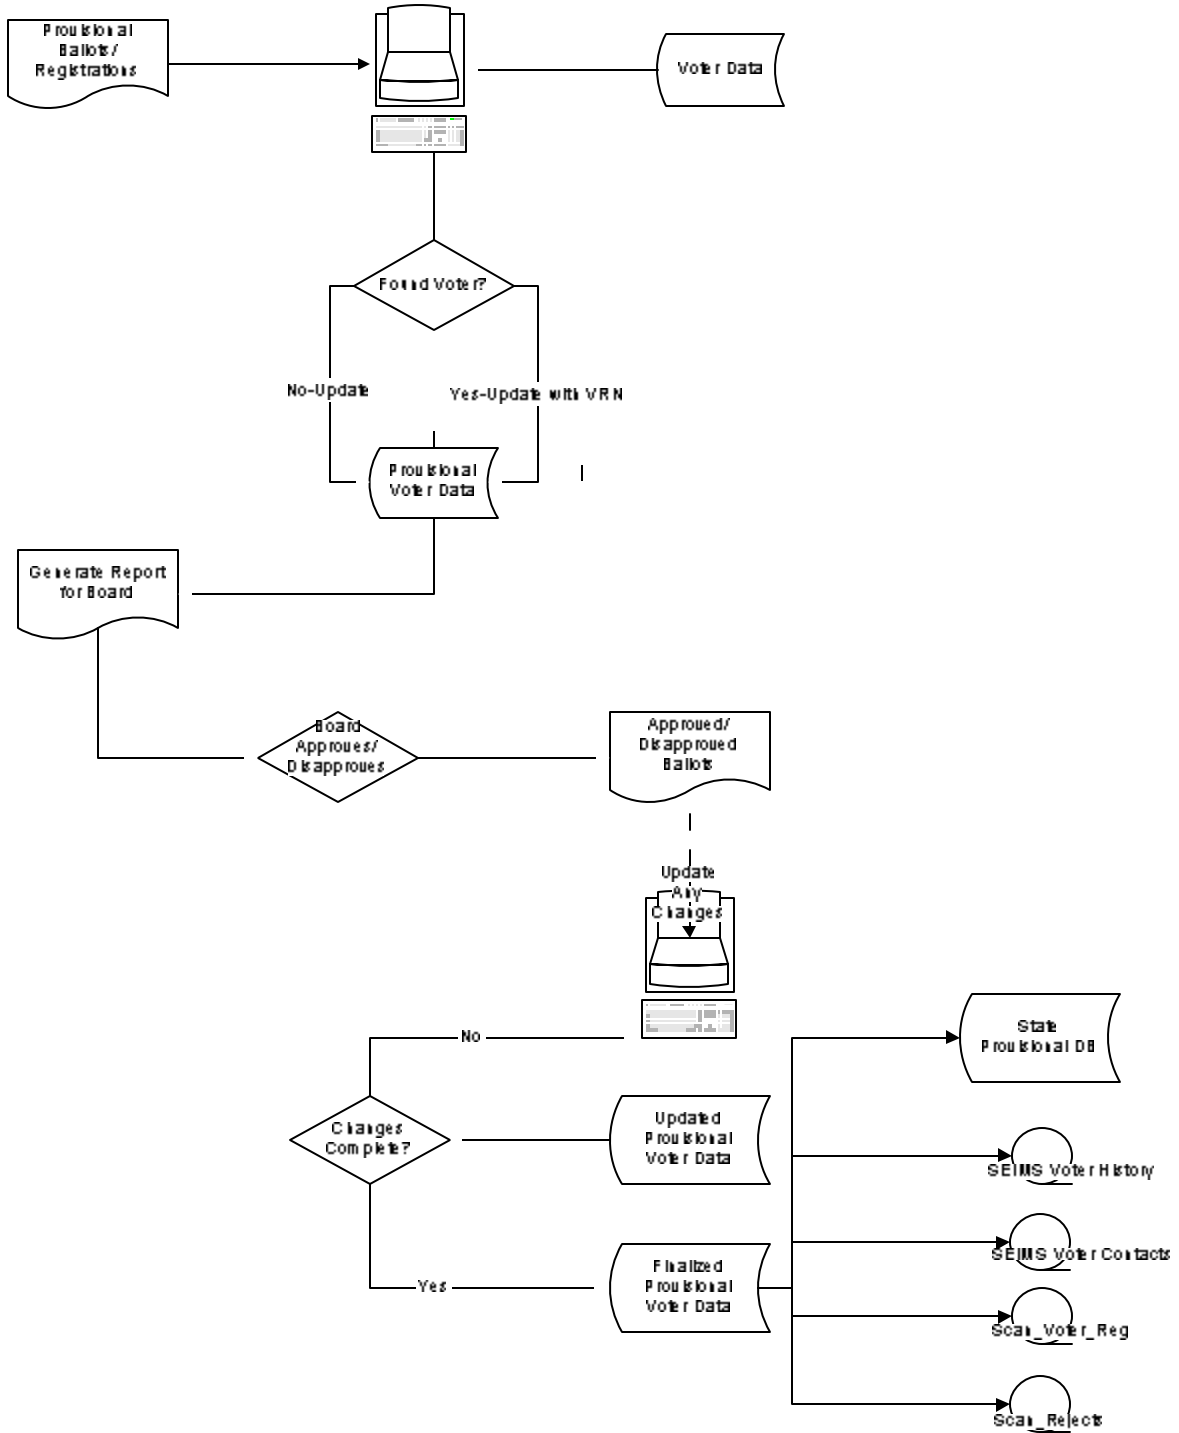 Provisional
Ballots/
Registrations
Voter Data
Found Voter?
No-Update
Yes-Update with VRN
Provisional
Voter Data
Generate Report
for Board
Board
Approves/
Disapproves
Approved/
Disapproved
Ballots
Update
Any
Changes
No
State
Provisional DB
Changes
Complete?
Updated
Provisional
Voter Data
SEIMS Voter History
SEIMS Voter Contacts
Yes
Finalized
Provisional
Voter Data
Scan_Voter_Reg
Scan_Rejects